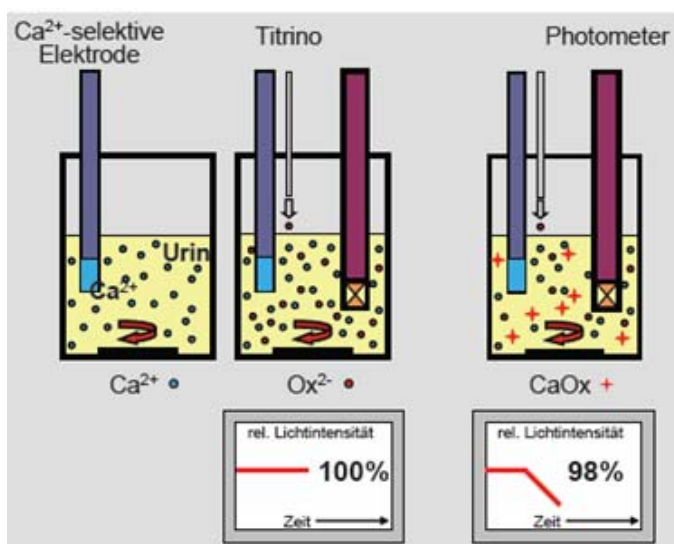 Ca²⁺-selektive
Elektrode
Titrino
Photometer
Urin
Ca²⁺
Ca²⁺
Ox²⁻
CaOx
rel. Lichtintensität
100%
Zeit
rel. Lichtintensität
98%
Zeit